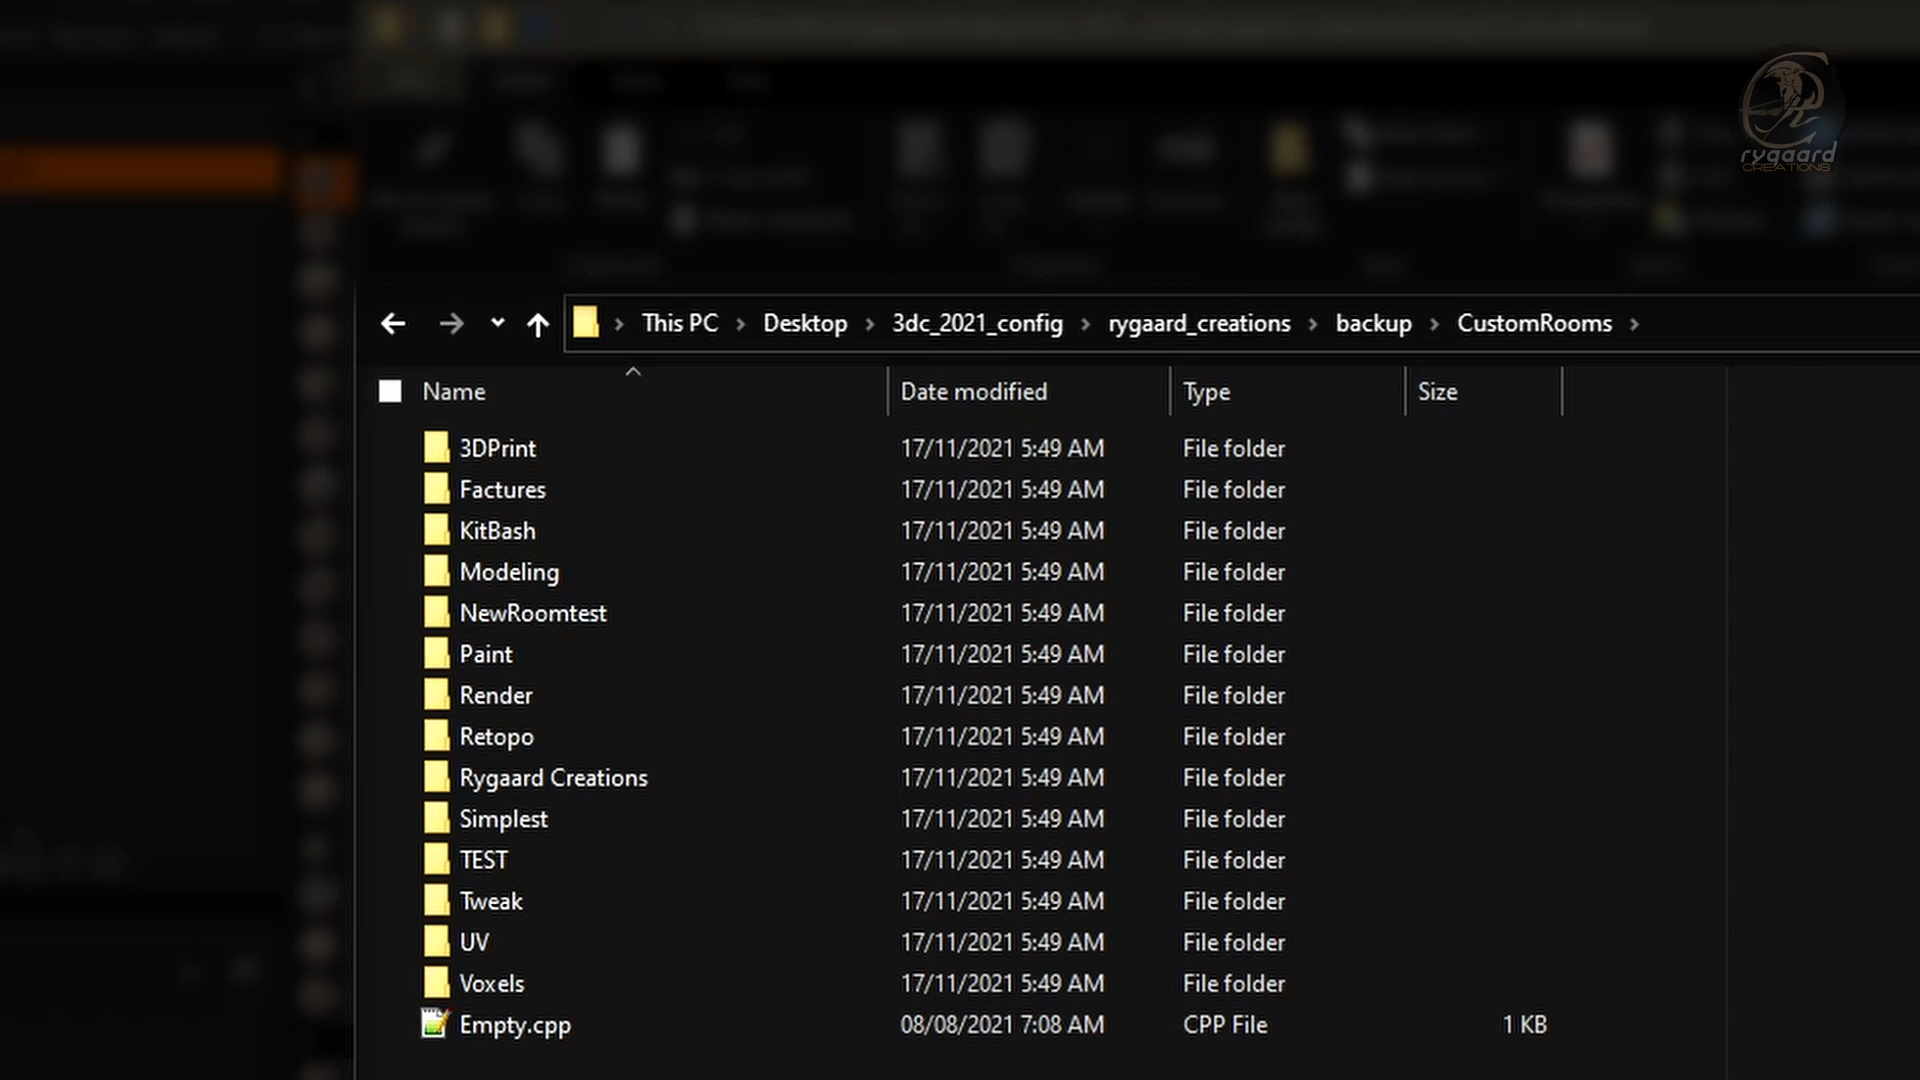 rygaard
CREATIONS
This PC > Desktop > 3dc_2021_config > rygaard_creations > backup > CustomRooms >
Name Date modified Type Size
3DPrint 17/11/2021 5:49 AM File folder
Factures 17/11/2021 5:49 AM File folder
KitBash 17/11/2021 5:49 AM File folder
Modeling 17/11/2021 5:49 AM File folder
NewRoomtest 17/11/2021 5:49 AM File folder
Paint 17/11/2021 5:49 AM File folder
Render 17/11/2021 5:49 AM File folder
Retopo 17/11/2021 5:49 AM File folder
Rygaard Creations 17/11/2021 5:49 AM File folder
Simplest 17/11/2021 5:49 AM File folder
TEST 17/11/2021 5:49 AM File folder
Tweak 17/11/2021 5:49 AM File folder
UV 17/11/2021 5:49 AM File folder
Voxels 17/11/2021 5:49 AM File folder
Empty.cpp 08/08/2021 7:08 AM CPP File 1 KB